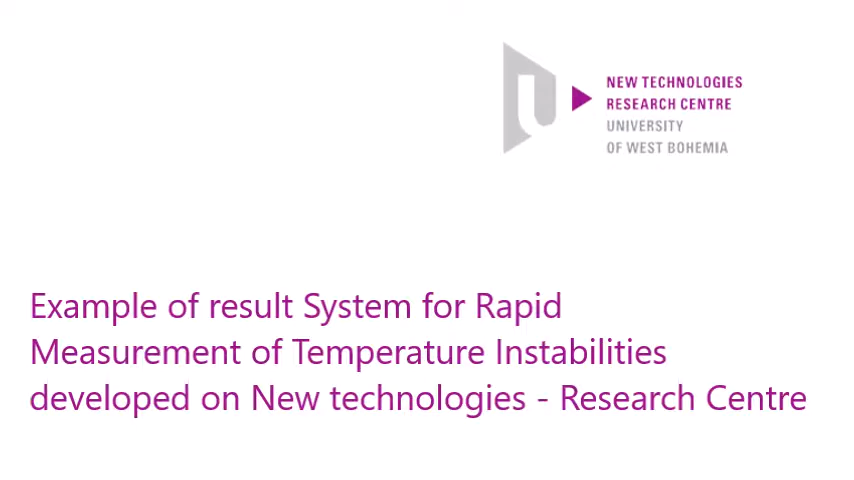 NEW TECHNOLOGIES
RESEARCH CENTRE
UNIVERSITY
OF WEST BOHEMIA
Example of result System for Rapid
Measurement of Temperature Instabilities
developed on New technologies - Research Centre